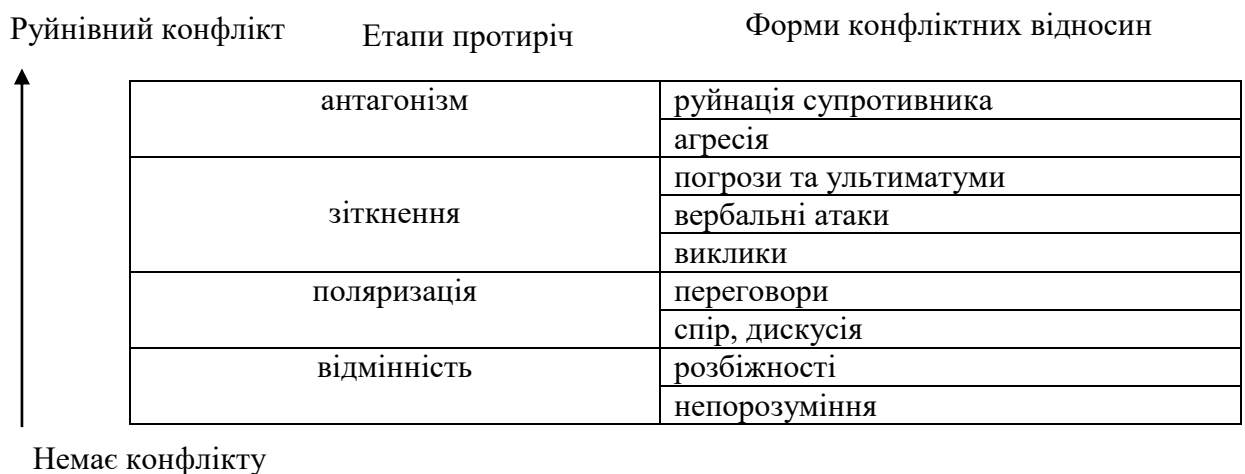 Руйнівний конфлікт Етапи протиріч Форми конфліктних відносин
антагонізм руйнація супротивника
агресія
погрози та ультиматуми
зіткнення вербальні атаки
виклики
поляризація переговори
спір, дискусія
відмінність розбіжності
непорозуміння
Немає конфлікту